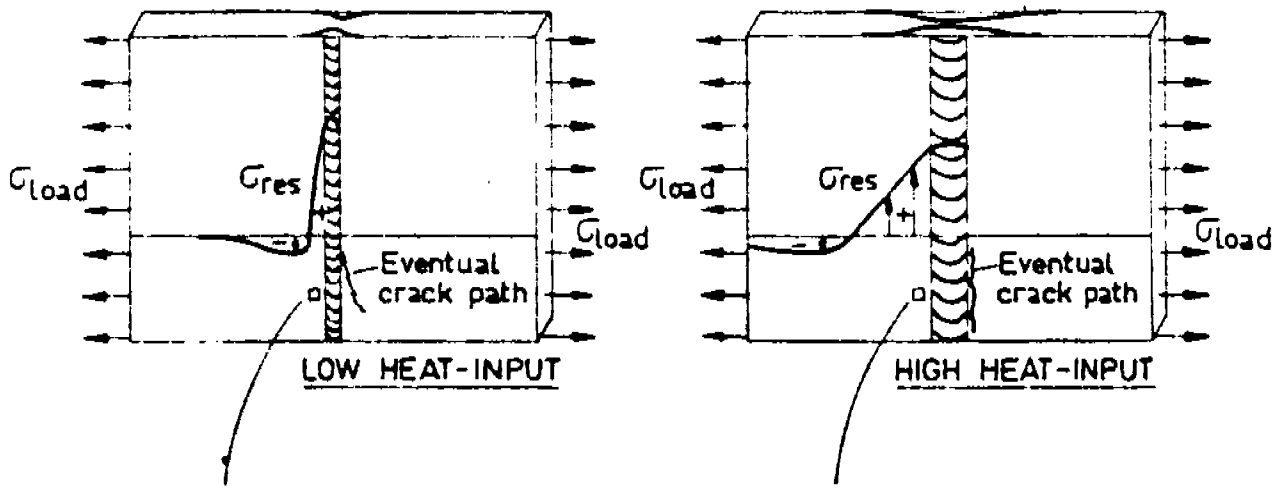 σload
σres
+
−
σload
Eventual
crack path
LOW HEAT-INPUT
σload
σres
+
−
σload
Eventual
crack path
HIGH HEAT-INPUT